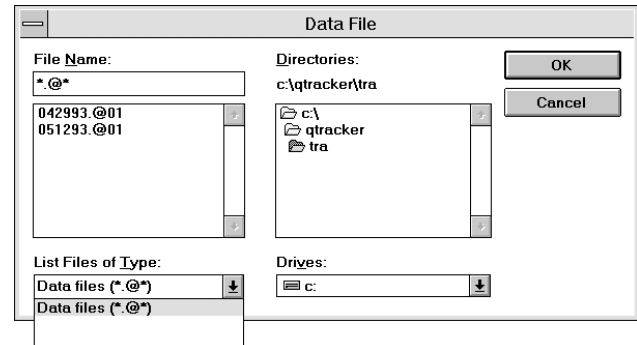 Data File
File Name:
*.@*
042993.@01
051293.@01
List Files of Type:
Data files (*.@*)
Data files (*.@*)
Directories:
c:\qtracker\tra
c:\
qtracker
tra
Drives:
c:
OK
Cancel